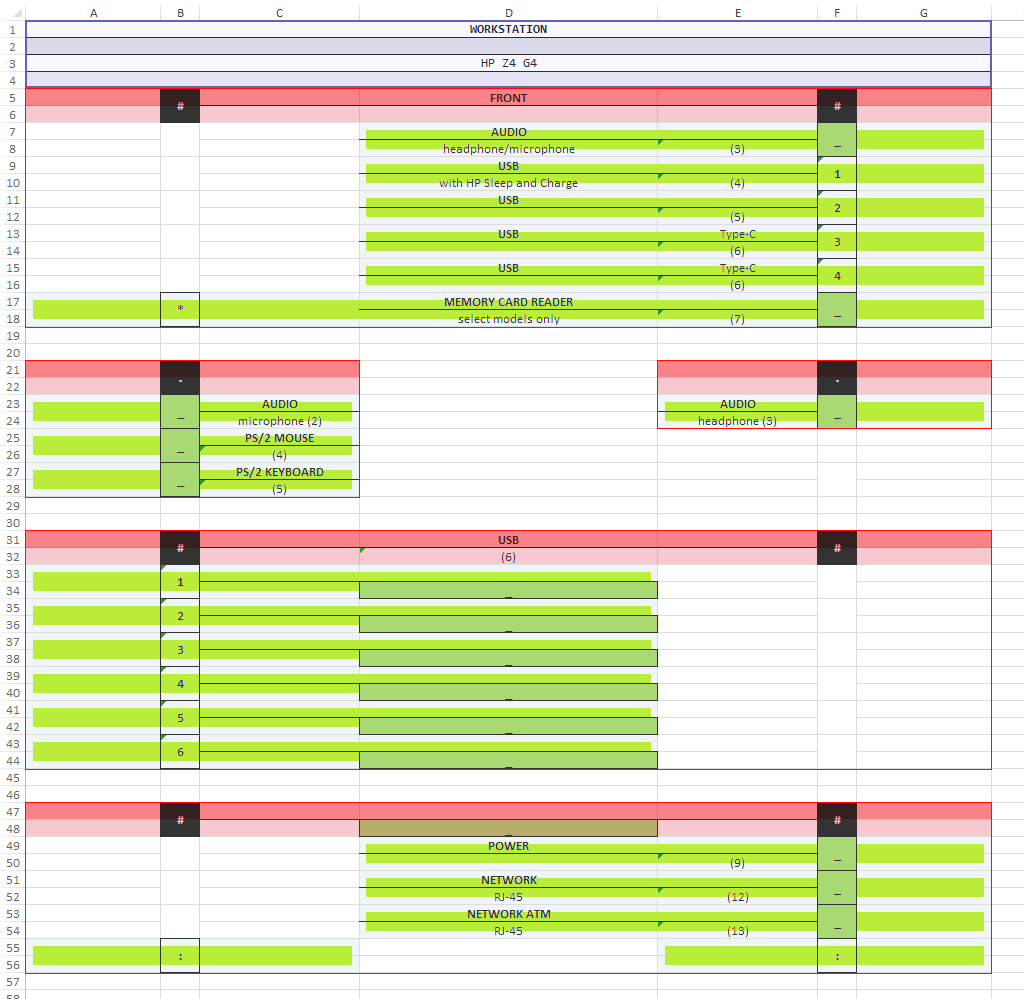 A B C D E F G
1 WORKSTATION
2
3 HP Z4 G4
4
5 # FRONT #
6
7 AUDIO
8 headphone/microphone (3) _
9 USB
10 with HP Sleep and Charge (4) 1
11 USB
12 (5) 2
13 USB Type-C
14 (6) 3
15 USB Type-C
16 (6) 4
17 * MEMORY CARD READER
18 select models only (7) _
19
20
21
22 " "
23 AUDIO AUDIO
24 _ microphone (2) headphone (3) _
25 PS/2 MOUSE
26 _ (4)
27 PS/2 KEYBOARD
28 _ (5)
29
30
31 # USB #
32 (6)
33 1
34 _
35 2
36 _
37 3
38 _
39 4
40 _
41 5
42 _
43 6
44 _
45
46
47 # #
48 _
49 POWER
50 (9) _
51 NETWORK
52 RJ-45 (12) _
53 NETWORK ATM
54 RJ-45 (13) _
55 : :
56
57
58